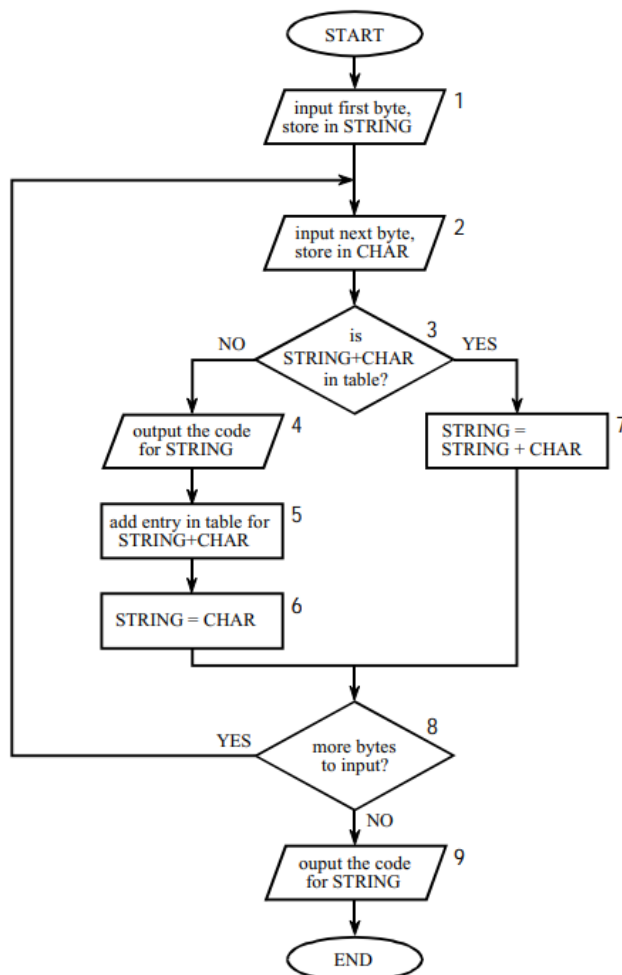 START
1
input first byte,
store in STRING
2
input next byte,
store in CHAR
3
is
STRING+CHAR
in table?
NO
YES
4
output the code
for STRING
7
STRING =
STRING + CHAR
5
add entry in table for
STRING+CHAR
6
STRING = CHAR
8
more bytes
to input?
YES
NO
9
ouput the code
for STRING
END